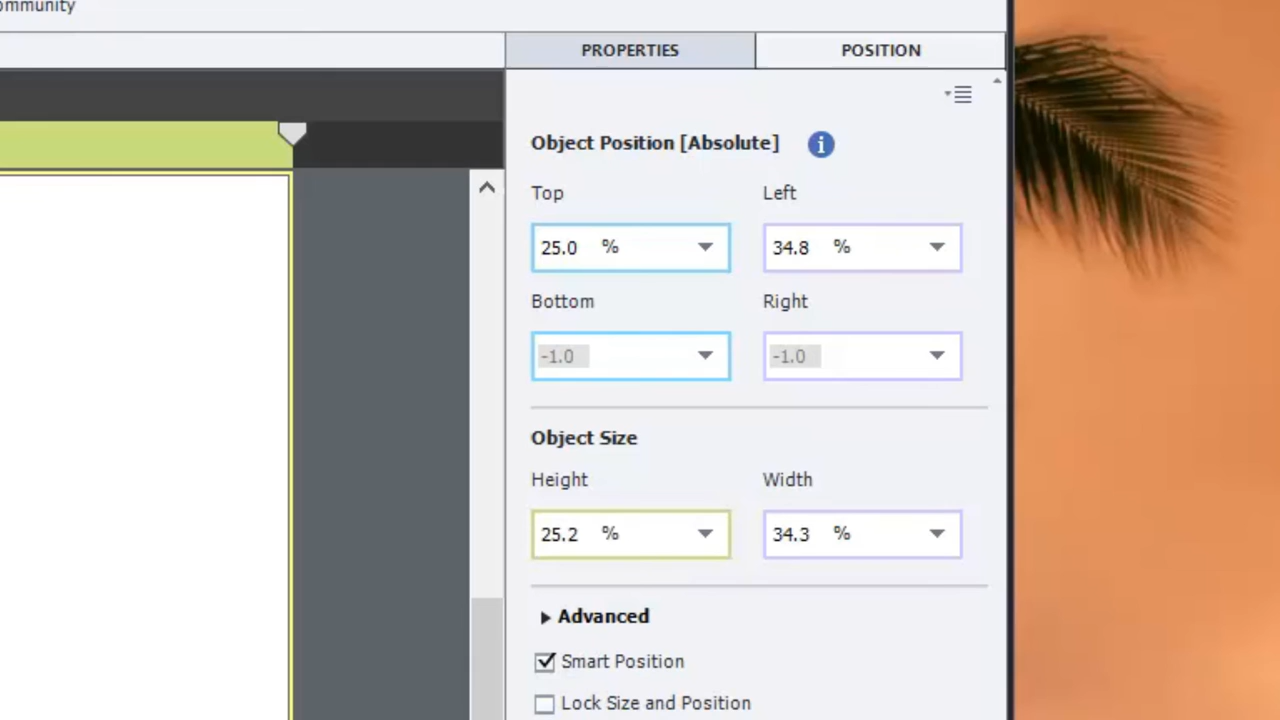 PROPERTIES POSITION
Object Position [Absolute] i
Top Left
25.0 % 34.8 %
Bottom Right
-1.0 -1.0
Object Size
Height Width
25.2 % 34.3 %
Advanced
Smart Position
Lock Size and Position